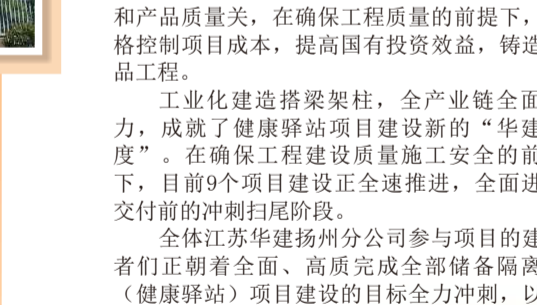 和产品质量关，在确保工程质量的前提下，
格控制项目成本，提高国有投资效益，铸造
品工程。
工业化建造搭梁架柱，全产业链全面
力，成就了健康驿站项目建设新的“华建
度”。在确保工程建设质量施工安全的前
下，目前9个项目建设正全速推进，全面进
交付前的冲刺扫尾阶段。
全体江苏华建扬州分公司参与项目的建
者们正朝着全面、高质完成全部储备隔离
（健康驿站）项目建设的目标全力冲刺，以